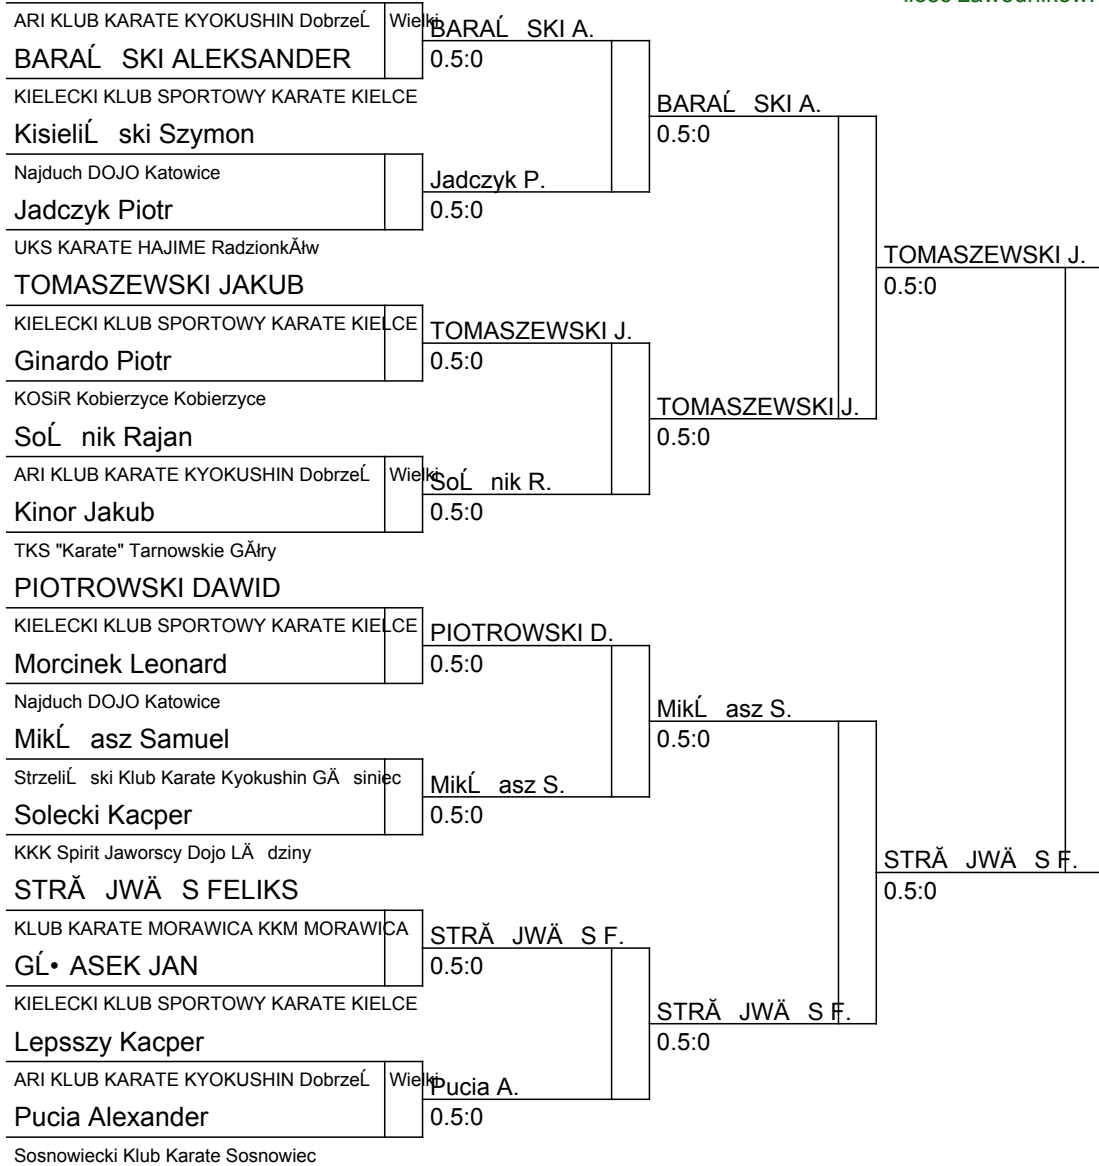 ilość zawodników:
ARI KLUB KARATE KYOKUSHIN DobrzeĹ Wielki
BARAĹ SKI ALEKSANDER
KIELECKI KLUB SPORTOWY KARATE KIELCE
KisieliĹ ski Szymon
Najduch DOJO Katowice
Jadczyk Piotr
UKS KARATE HAJIME RadzionkĂłw
TOMASZEWSKI JAKUB
KIELECKI KLUB SPORTOWY KARATE KIELCE
Ginardo Piotr
KOSiR Kobierzyce Kobierzyce
SoĹ nik Rajan
ARI KLUB KARATE KYOKUSHIN DobrzeĹ Wielki
Kinor Jakub
TKS "Karate" Tarnowskie GĂłry
PIOTROWSKI DAWID
KIELECKI KLUB SPORTOWY KARATE KIELCE
Morcinek Leonard
Najduch DOJO Katowice
MikĹ asz Samuel
StrzeliĹ ski Klub Karate Kyokushin GÄ siniec
Solecki Kacper
KKK Spirit Jaworscy Dojo LÄ dziny
STRĂ JWÄ S FELIKS
KLUB KARATE MORAWICA KKM MORAWICA
GĹ• ASEK JAN
KIELECKI KLUB SPORTOWY KARATE KIELCE
Lepsszy Kacper
ARI KLUB KARATE KYOKUSHIN DobrzeĹ Wielki
Pucia Alexander
Sosnowiecki Klub Karate Sosnowiec
BARAĹ SKI A.
0.5:0
Jadczyk P.
0.5:0
TOMASZEWSKI J.
0.5:0
SoĹ nik R.
0.5:0
PIOTROWSKI D.
0.5:0
MikĹ asz S.
0.5:0
STRĂ JWÄ S F.
0.5:0
Pucia A.
0.5:0
BARAĹ SKI A.
0.5:0
TOMASZEWSKI J.
0.5:0
MikĹ asz S.
0.5:0
STRĂ JWÄ S F.
0.5:0
TOMASZEWSKI J.
0.5:0
STRĂ JWÄ S F.
0.5:0